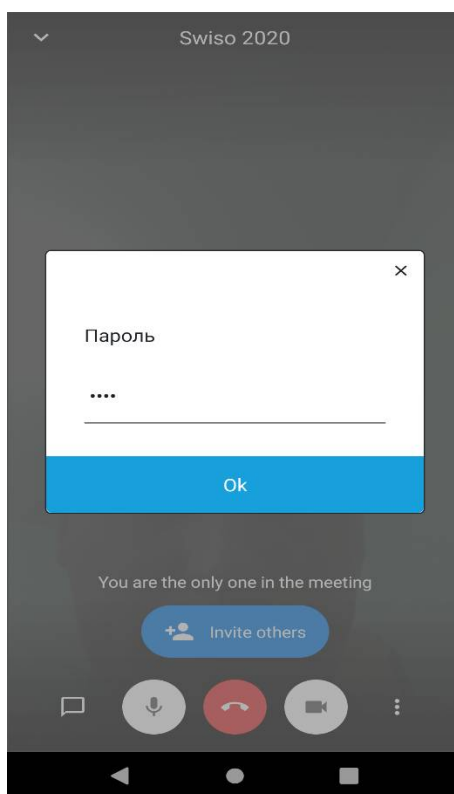 Swiso 2020
Пароль
••••
Ok
You are the only one in the meeting
Invite others